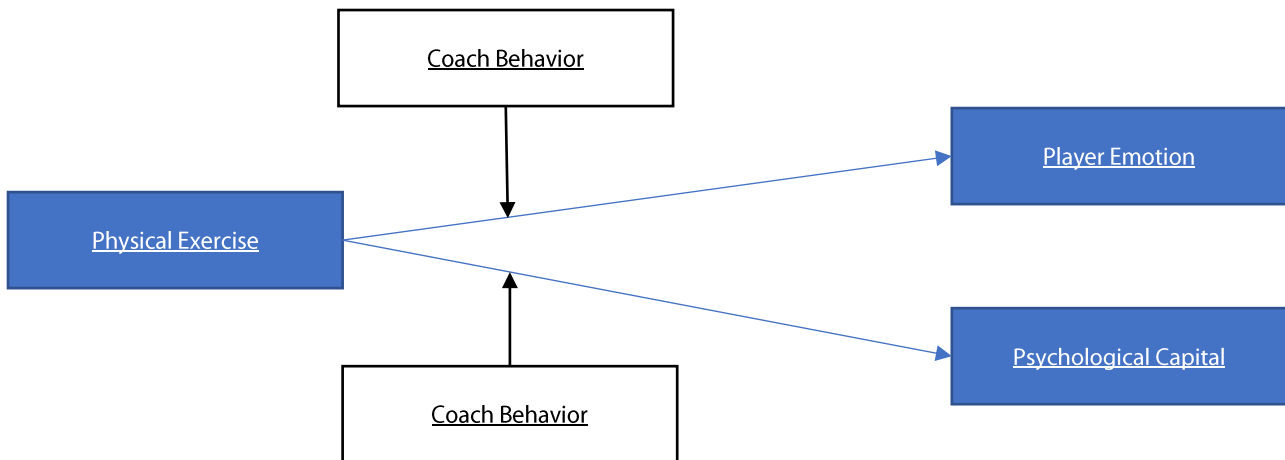 Coach Behavior
Player Emotion
Physical Exercise
Psychological Capital
Coach Behavior